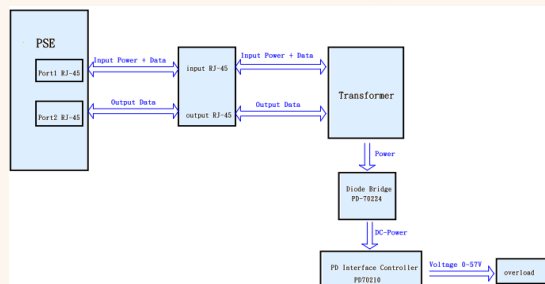 PSE
Port1 RJ-45
Port2 RJ-45
Input Power + Data
Output Data
input RJ-45
output RJ-45
Input Power + Data
Output Data
Transformer
Power
Diode Bridge
PD-70224
DC-Power
PD Interface Controller
PD70210
Voltage 0-57V
overload